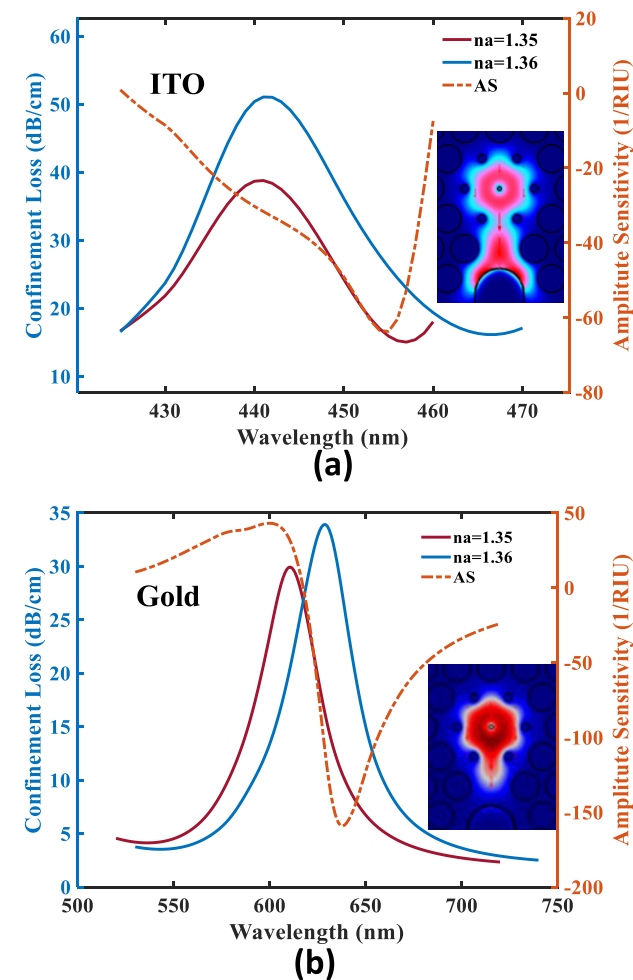 60
50
40
30
20
10
Confinement Loss (dB/cm)
ITO
na=1.35
na=1.36
AS
20
0
-20
-40
-60
-80
Amplitute Sensitivity (1/RIU)
430 440 450 460 470
Wavelength (nm)
(a)
35
30
25
20
15
10
5
0
Confinement Loss (dB/cm)
Gold
na=1.35
na=1.36
AS
50
0
-50
-100
-150
-200
Amplitute Sensitivity (1/RIU)
500 550 600 650 700 750
Wavelength (nm)
(b)